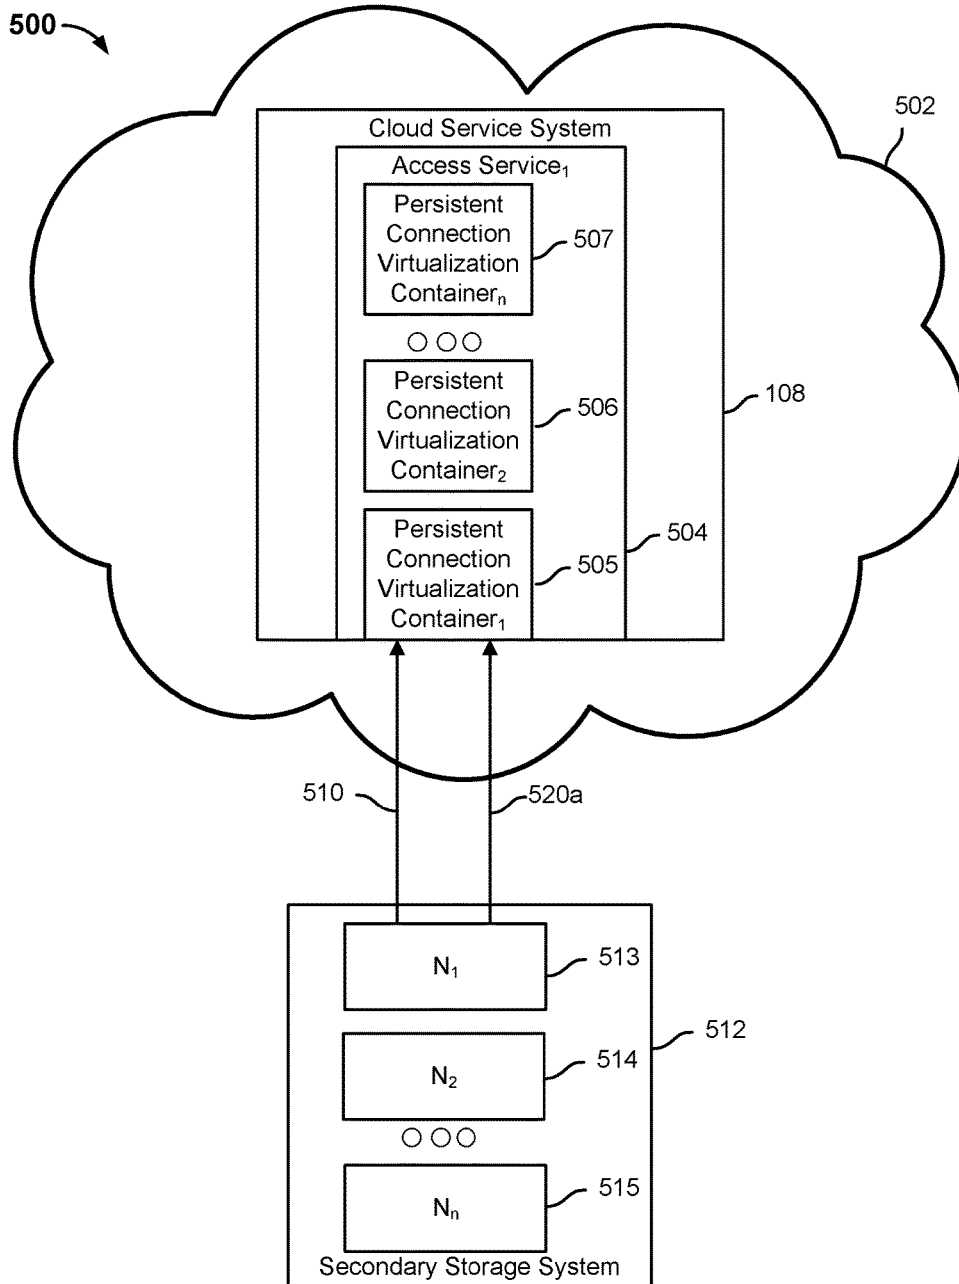 500
502
Cloud Service System
Access Service₁
Persistent
Connection
Virtualization
Containerₙ
507
Persistent
Connection
Virtualization
Container₂
506
108
Persistent
Connection
Virtualization
Container₁
504
505
510
520a
N₁
513
512
N₂
514
Nₙ
515
Secondary Storage System